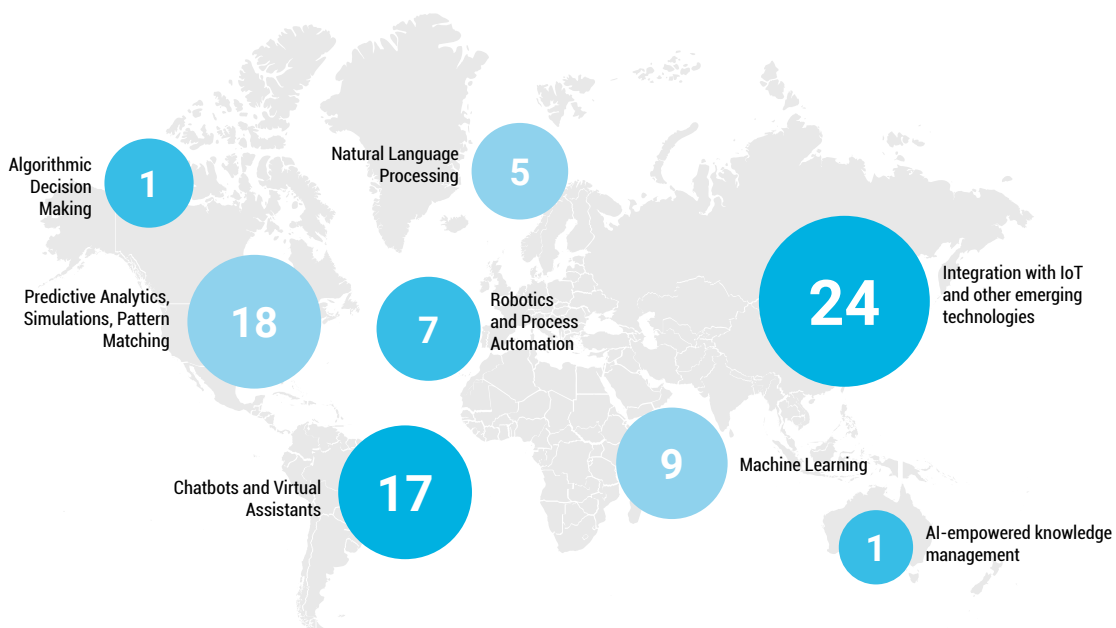 Algorithmic
Decision
Making
1
Natural Language
Processing
5
Predictive Analytics,
Simulations, Pattern
Matching
18
7
Robotics
and Process
Automation
24
Integration with IoT
and other emerging
technologies
Chatbots and Virtual
Assistants
17
9
Machine Learning
1
AI-empowered knowledge
management